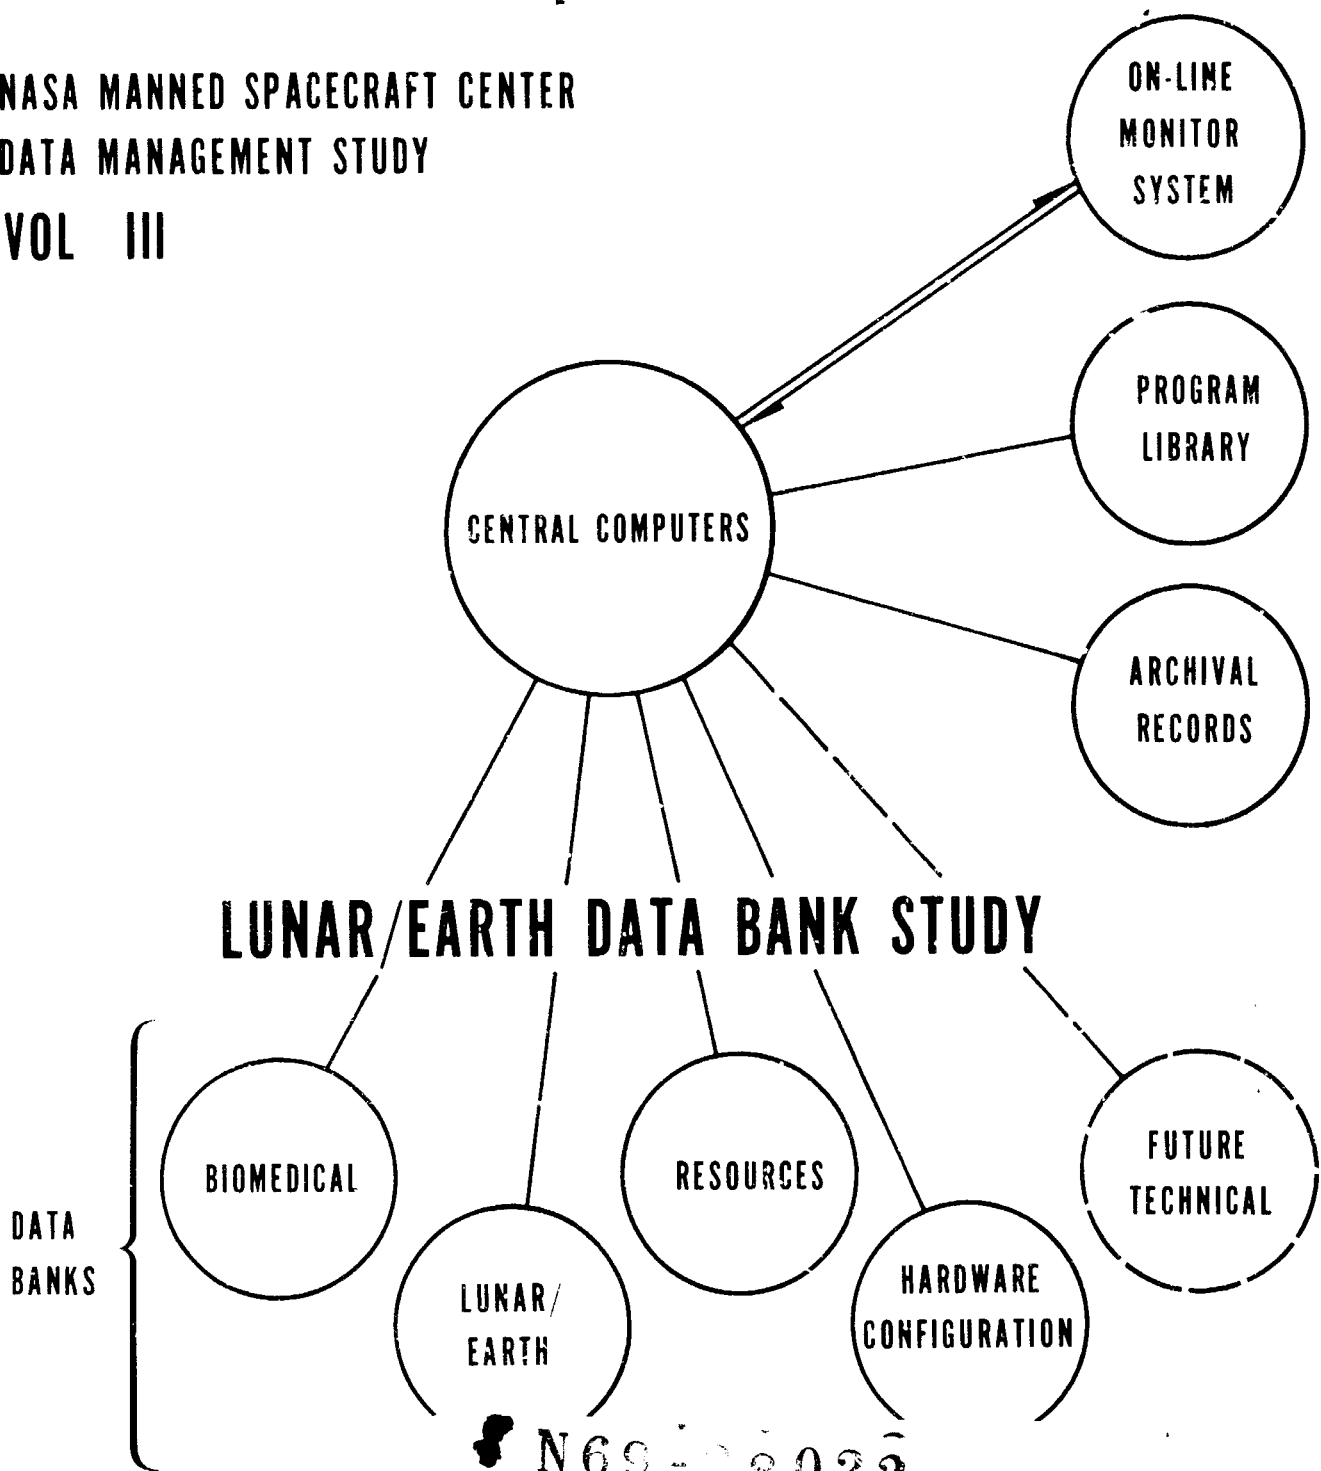 NASA MANNED SPACECRAFT CENTER
DATA MANAGEMENT STUDY
VOL III
ON-LINE
MONITOR
SYSTEM
PROGRAM
LIBRARY
CENTRAL COMPUTERS
ARCHIVAL
RECORDS
LUNAR/EARTH DATA BANK STUDY
DATA
BANKS
BIOMEDICAL
LUNAR/
EARTH
RESOURCES
HARDWARE
CONFIGURATION
FUTURE
TECHNICAL